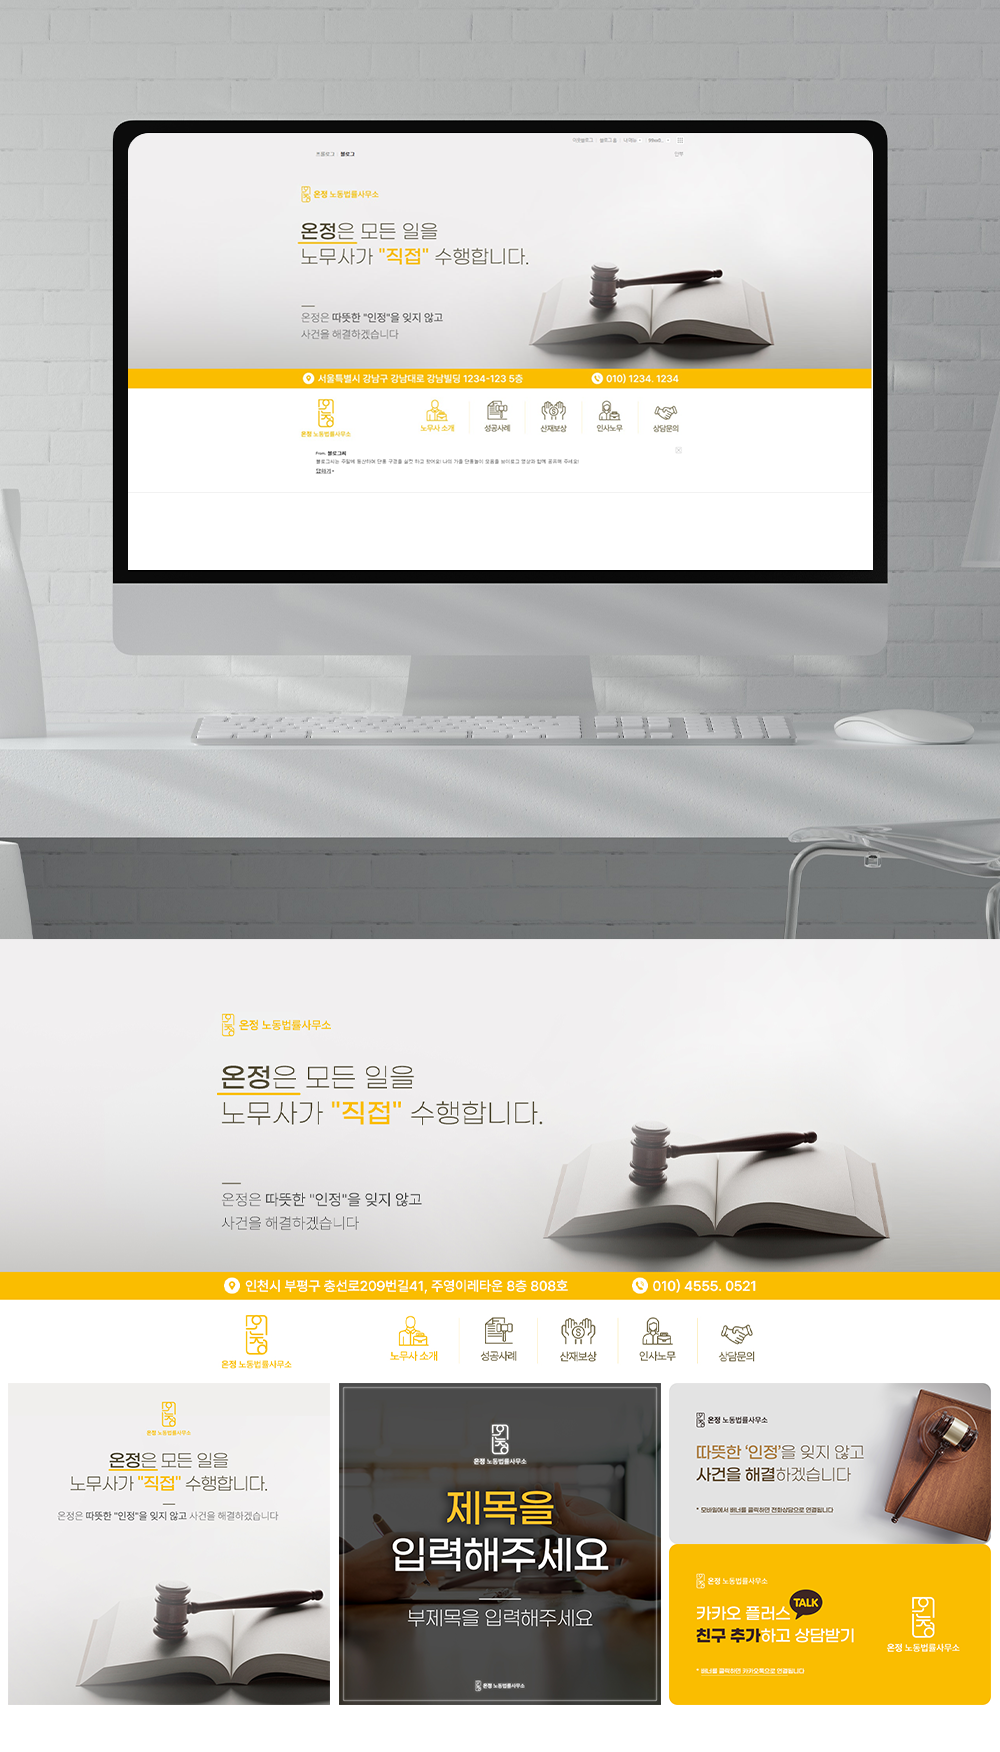 프롤로그 블로그
온정 노동법률사무소
온정은 모든 일을
노무사가 "직접" 수행합니다.
온정은 따뜻한 "인정"을 잊지 않고
사건을 해결하겠습니다
서울특별시 강남구 강남대로 강남빌딩 1234-123 5층
010) 1234. 1234
온정 노동법률사무소
노무사 소개
성공사례
산재보상
인사노무
상담문의
From. 블로그씨
온정 노동법률사무소
온정은 모든 일을
노무사가 "직접" 수행합니다.
온정은 따뜻한 "인정"을 잊지 않고
사건을 해결하겠습니다
인천시 부평구 충선로209번길41, 주영이레타운 8층 808호
010) 4555. 0521
온정 노동법률사무소
노무사 소개
성공사례
산재보상
인사노무
상담문의
온정 노동법률사무소
온정은 모든 일을
노무사가 "직접" 수행합니다.
온정은 따뜻한 "인정"을 잊지 않고 사건을 해결하겠습니다
온정 노동법률사무소
제목을
입력해주세요
부제목을 입력해주세요
온정 노동법률사무소
온정 노동법률사무소
따뜻한 '인정'을 잊지 않고
사건을 해결하겠습니다
* 모바일에서 배너를 클릭하면 전화상담으로 연결됩니다
온정 노동법률사무소
카카오 플러스 TALK
친구 추가하고 상담받기
* 배너를 클릭하면 카카오톡으로 연결됩니다
온정 노동법률사무소